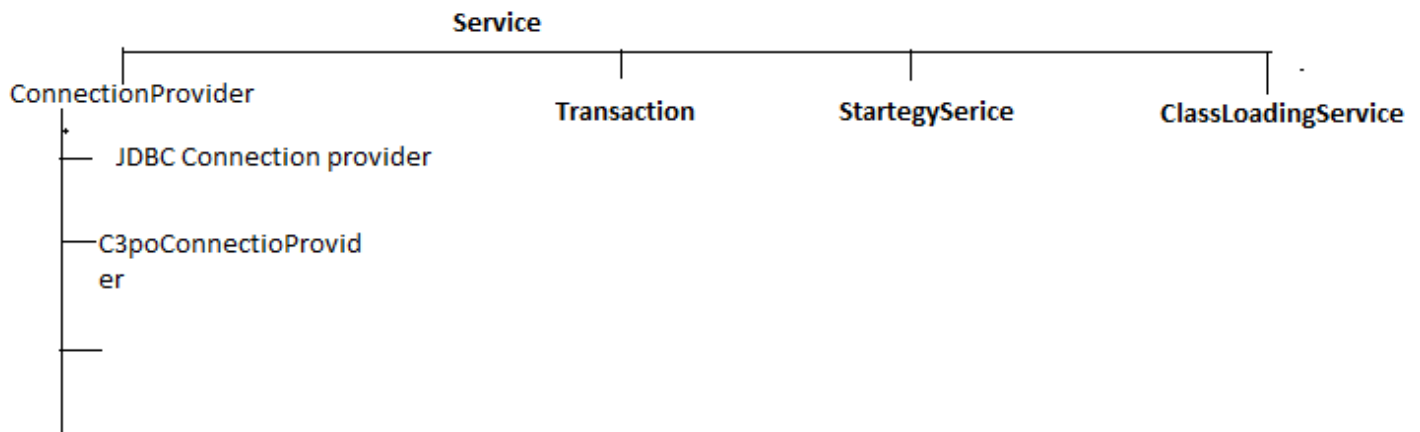 Service
ConnectionProvider
Transaction
StartegySerice
ClassLoadingService
JDBC Connection provider
C3poConnectioProvid
er